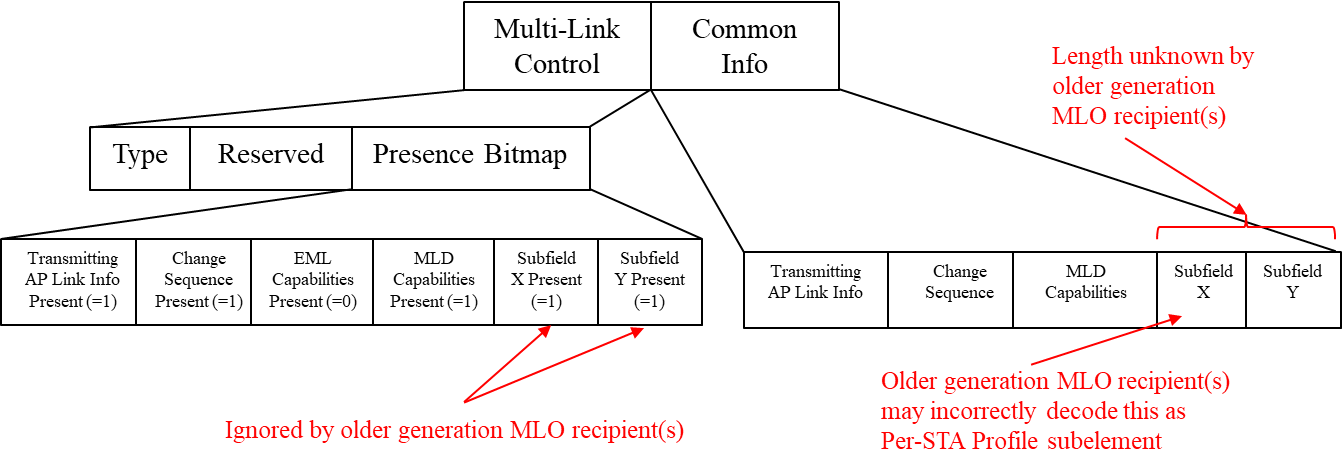 Multi-Link
Control
Common
Info
Length unknown by
older generation
MLO recipient(s)
Type
Reserved
Presence Bitmap
Transmitting
AP Link Info
Present (=1)
Change
Sequence
Present (=1)
EML
Capabilities
Present (=0)
MLD
Capabilities
Present (=1)
Subfield
X Present
(=1)
Subfield
Y Present
(=1)
Transmitting
AP Link Info
Change
Sequence
MLD
Capabilities
Subfield
X
Subfield
Y
Ignored by older generation MLO recipient(s)
Older generation MLO recipient(s)
may incorrectly decode this as
Per-STA Profile subelement